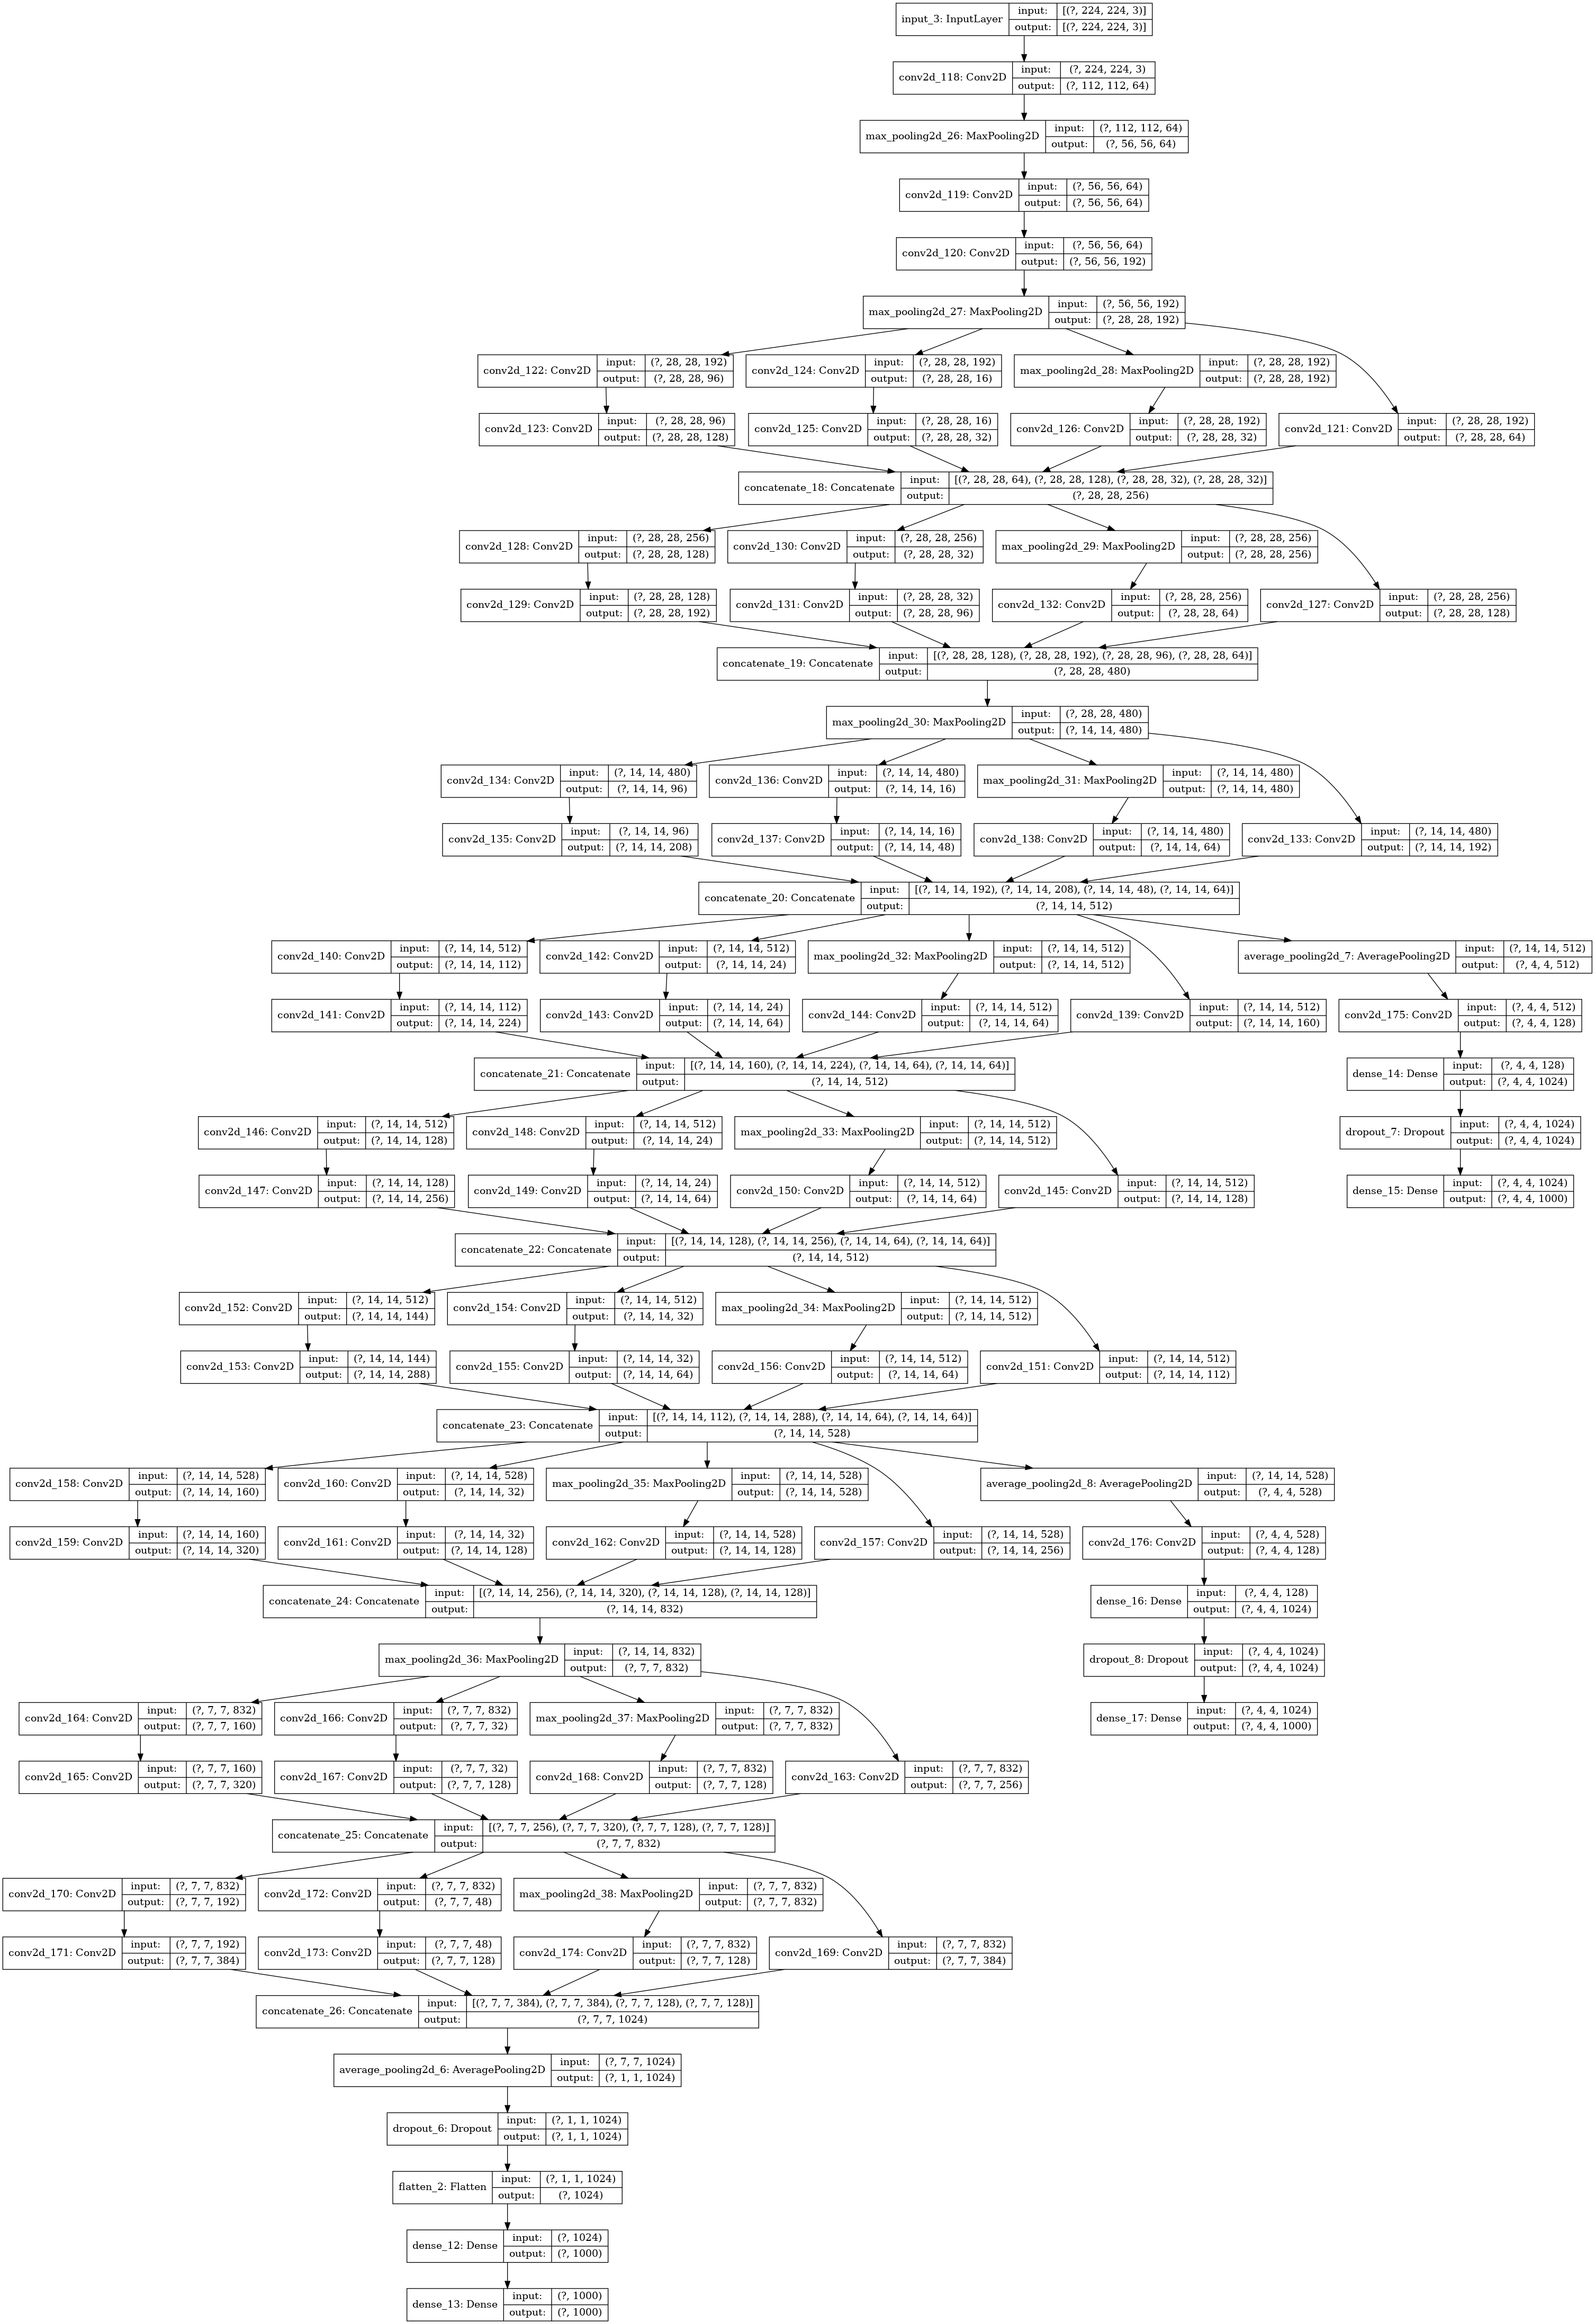 input_3: InputLayer
input: [(?, 224, 224, 3)]
output: [(?, 224, 224, 3)]
conv2d_118: Conv2D
input: (?, 224, 224, 3)
output: (?, 112, 112, 64)
max_pooling2d_26: MaxPooling2D
input: (?, 112, 112, 64)
output: (?, 56, 56, 64)
conv2d_119: Conv2D
input: (?, 56, 56, 64)
output: (?, 56, 56, 64)
conv2d_120: Conv2D
input: (?, 56, 56, 64)
output: (?, 56, 56, 192)
max_pooling2d_27: MaxPooling2D
input: (?, 56, 56, 192)
output: (?, 28, 28, 192)
conv2d_122: Conv2D
input: (?, 28, 28, 192)
output: (?, 28, 28, 96)
conv2d_124: Conv2D
input: (?, 28, 28, 192)
output: (?, 28, 28, 16)
max_pooling2d_28: MaxPooling2D
input: (?, 28, 28, 192)
output: (?, 28, 28, 192)
conv2d_123: Conv2D
input: (?, 28, 28, 96)
output: (?, 28, 28, 128)
conv2d_125: Conv2D
input: (?, 28, 28, 16)
output: (?, 28, 28, 32)
conv2d_126: Conv2D
input: (?, 28, 28, 192)
output: (?, 28, 28, 32)
conv2d_121: Conv2D
input: (?, 28, 28, 192)
output: (?, 28, 28, 64)
concatenate_18: Concatenate
input: [(?, 28, 28, 64), (?, 28, 28, 128), (?, 28, 28, 32), (?, 28, 28, 32)]
output: (?, 28, 28, 256)
conv2d_128: Conv2D
input: (?, 28, 28, 256)
output: (?, 28, 28, 128)
conv2d_130: Conv2D
input: (?, 28, 28, 256)
output: (?, 28, 28, 32)
max_pooling2d_29: MaxPooling2D
input: (?, 28, 28, 256)
output: (?, 28, 28, 256)
conv2d_129: Conv2D
input: (?, 28, 28, 128)
output: (?, 28, 28, 192)
conv2d_131: Conv2D
input: (?, 28, 28, 32)
output: (?, 28, 28, 96)
conv2d_132: Conv2D
input: (?, 28, 28, 256)
output: (?, 28, 28, 64)
conv2d_127: Conv2D
input: (?, 28, 28, 256)
output: (?, 28, 28, 128)
concatenate_19: Concatenate
input: [(?, 28, 28, 128), (?, 28, 28, 192), (?, 28, 28, 96), (?, 28, 28, 64)]
output: (?, 28, 28, 480)
max_pooling2d_30: MaxPooling2D
input: (?, 28, 28, 480)
output: (?, 14, 14, 480)
conv2d_134: Conv2D
input: (?, 14, 14, 480)
output: (?, 14, 14, 96)
conv2d_136: Conv2D
input: (?, 14, 14, 480)
output: (?, 14, 14, 16)
max_pooling2d_31: MaxPooling2D
input: (?, 14, 14, 480)
output: (?, 14, 14, 480)
conv2d_135: Conv2D
input: (?, 14, 14, 96)
output: (?, 14, 14, 208)
conv2d_137: Conv2D
input: (?, 14, 14, 16)
output: (?, 14, 14, 48)
conv2d_138: Conv2D
input: (?, 14, 14, 480)
output: (?, 14, 14, 64)
conv2d_133: Conv2D
input: (?, 14, 14, 480)
output: (?, 14, 14, 192)
concatenate_20: Concatenate
input: [(?, 14, 14, 192), (?, 14, 14, 208), (?, 14, 14, 48), (?, 14, 14, 64)]
output: (?, 14, 14, 512)
conv2d_140: Conv2D
input: (?, 14, 14, 512)
output: (?, 14, 14, 112)
conv2d_142: Conv2D
input: (?, 14, 14, 512)
output: (?, 14, 14, 24)
max_pooling2d_32: MaxPooling2D
input: (?, 14, 14, 512)
output: (?, 14, 14, 512)
average_pooling2d_7: AveragePooling2D
input: (?, 14, 14, 512)
output: (?, 4, 4, 512)
conv2d_141: Conv2D
input: (?, 14, 14, 112)
output: (?, 14, 14, 224)
conv2d_143: Conv2D
input: (?, 14, 14, 24)
output: (?, 14, 14, 64)
conv2d_144: Conv2D
input: (?, 14, 14, 512)
output: (?, 14, 14, 64)
conv2d_139: Conv2D
input: (?, 14, 14, 512)
output: (?, 14, 14, 160)
conv2d_175: Conv2D
input: (?, 4, 4, 512)
output: (?, 4, 4, 128)
concatenate_21: Concatenate
input: [(?, 14, 14, 160), (?, 14, 14, 224), (?, 14, 14, 64), (?, 14, 14, 64)]
output: (?, 14, 14, 512)
dense_14: Dense
input: (?, 4, 4, 128)
output: (?, 4, 4, 1024)
conv2d_146: Conv2D
input: (?, 14, 14, 512)
output: (?, 14, 14, 128)
conv2d_148: Conv2D
input: (?, 14, 14, 512)
output: (?, 14, 14, 24)
max_pooling2d_33: MaxPooling2D
input: (?, 14, 14, 512)
output: (?, 14, 14, 512)
dropout_7: Dropout
input: (?, 4, 4, 1024)
output: (?, 4, 4, 1024)
conv2d_147: Conv2D
input: (?, 14, 14, 128)
output: (?, 14, 14, 256)
conv2d_149: Conv2D
input: (?, 14, 14, 24)
output: (?, 14, 14, 64)
conv2d_150: Conv2D
input: (?, 14, 14, 512)
output: (?, 14, 14, 64)
conv2d_145: Conv2D
input: (?, 14, 14, 512)
output: (?, 14, 14, 128)
dense_15: Dense
input: (?, 4, 4, 1024)
output: (?, 4, 4, 1000)
concatenate_22: Concatenate
input: [(?, 14, 14, 128), (?, 14, 14, 256), (?, 14, 14, 64), (?, 14, 14, 64)]
output: (?, 14, 14, 512)
conv2d_152: Conv2D
input: (?, 14, 14, 512)
output: (?, 14, 14, 144)
conv2d_154: Conv2D
input: (?, 14, 14, 512)
output: (?, 14, 14, 32)
max_pooling2d_34: MaxPooling2D
input: (?, 14, 14, 512)
output: (?, 14, 14, 512)
conv2d_153: Conv2D
input: (?, 14, 14, 144)
output: (?, 14, 14, 288)
conv2d_155: Conv2D
input: (?, 14, 14, 32)
output: (?, 14, 14, 64)
conv2d_156: Conv2D
input: (?, 14, 14, 512)
output: (?, 14, 14, 64)
conv2d_151: Conv2D
input: (?, 14, 14, 512)
output: (?, 14, 14, 112)
concatenate_23: Concatenate
input: [(?, 14, 14, 112), (?, 14, 14, 288), (?, 14, 14, 64), (?, 14, 14, 64)]
output: (?, 14, 14, 528)
conv2d_158: Conv2D
input: (?, 14, 14, 528)
output: (?, 14, 14, 160)
conv2d_160: Conv2D
input: (?, 14, 14, 528)
output: (?, 14, 14, 32)
max_pooling2d_35: MaxPooling2D
input: (?, 14, 14, 528)
output: (?, 14, 14, 528)
average_pooling2d_8: AveragePooling2D
input: (?, 14, 14, 528)
output: (?, 4, 4, 528)
conv2d_159: Conv2D
input: (?, 14, 14, 160)
output: (?, 14, 14, 320)
conv2d_161: Conv2D
input: (?, 14, 14, 32)
output: (?, 14, 14, 128)
conv2d_162: Conv2D
input: (?, 14, 14, 528)
output: (?, 14, 14, 128)
conv2d_157: Conv2D
input: (?, 14, 14, 528)
output: (?, 14, 14, 256)
conv2d_176: Conv2D
input: (?, 4, 4, 528)
output: (?, 4, 4, 128)
concatenate_24: Concatenate
input: [(?, 14, 14, 256), (?, 14, 14, 320), (?, 14, 14, 128), (?, 14, 14, 128)]
output: (?, 14, 14, 832)
dense_16: Dense
input: (?, 4, 4, 128)
output: (?, 4, 4, 1024)
max_pooling2d_36: MaxPooling2D
input: (?, 14, 14, 832)
output: (?, 7, 7, 832)
dropout_8: Dropout
input: (?, 4, 4, 1024)
output: (?, 4, 4, 1024)
conv2d_164: Conv2D
input: (?, 7, 7, 832)
output: (?, 7, 7, 160)
conv2d_166: Conv2D
input: (?, 7, 7, 832)
output: (?, 7, 7, 32)
max_pooling2d_37: MaxPooling2D
input: (?, 7, 7, 832)
output: (?, 7, 7, 832)
dense_17: Dense
input: (?, 4, 4, 1024)
output: (?, 4, 4, 1000)
conv2d_165: Conv2D
input: (?, 7, 7, 160)
output: (?, 7, 7, 320)
conv2d_167: Conv2D
input: (?, 7, 7, 32)
output: (?, 7, 7, 128)
conv2d_168: Conv2D
input: (?, 7, 7, 832)
output: (?, 7, 7, 128)
conv2d_163: Conv2D
input: (?, 7, 7, 832)
output: (?, 7, 7, 256)
concatenate_25: Concatenate
input: [(?, 7, 7, 256), (?, 7, 7, 320), (?, 7, 7, 128), (?, 7, 7, 128)]
output: (?, 7, 7, 832)
conv2d_170: Conv2D
input: (?, 7, 7, 832)
output: (?, 7, 7, 192)
conv2d_172: Conv2D
input: (?, 7, 7, 832)
output: (?, 7, 7, 48)
max_pooling2d_38: MaxPooling2D
input: (?, 7, 7, 832)
output: (?, 7, 7, 832)
conv2d_171: Conv2D
input: (?, 7, 7, 192)
output: (?, 7, 7, 384)
conv2d_173: Conv2D
input: (?, 7, 7, 48)
output: (?, 7, 7, 128)
conv2d_174: Conv2D
input: (?, 7, 7, 832)
output: (?, 7, 7, 128)
conv2d_169: Conv2D
input: (?, 7, 7, 832)
output: (?, 7, 7, 384)
concatenate_26: Concatenate
input: [(?, 7, 7, 384), (?, 7, 7, 384), (?, 7, 7, 128), (?, 7, 7, 128)]
output: (?, 7, 7, 1024)
average_pooling2d_6: AveragePooling2D
input: (?, 7, 7, 1024)
output: (?, 1, 1, 1024)
dropout_6: Dropout
input: (?, 1, 1, 1024)
output: (?, 1, 1, 1024)
flatten_2: Flatten
input: (?, 1, 1, 1024)
output: (?, 1024)
dense_12: Dense
input: (?, 1024)
output: (?, 1000)
dense_13: Dense
input: (?, 1000)
output: (?, 1000)